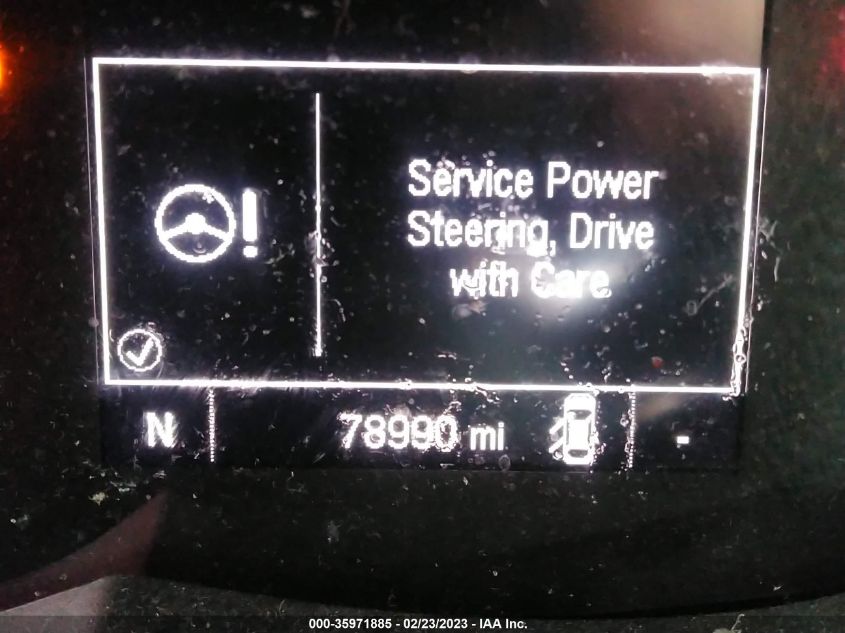 Service Power
Steering, Drive
with Care
N 78990 mi -
000-35971885 - 02/23/2023 - IAA Inc.